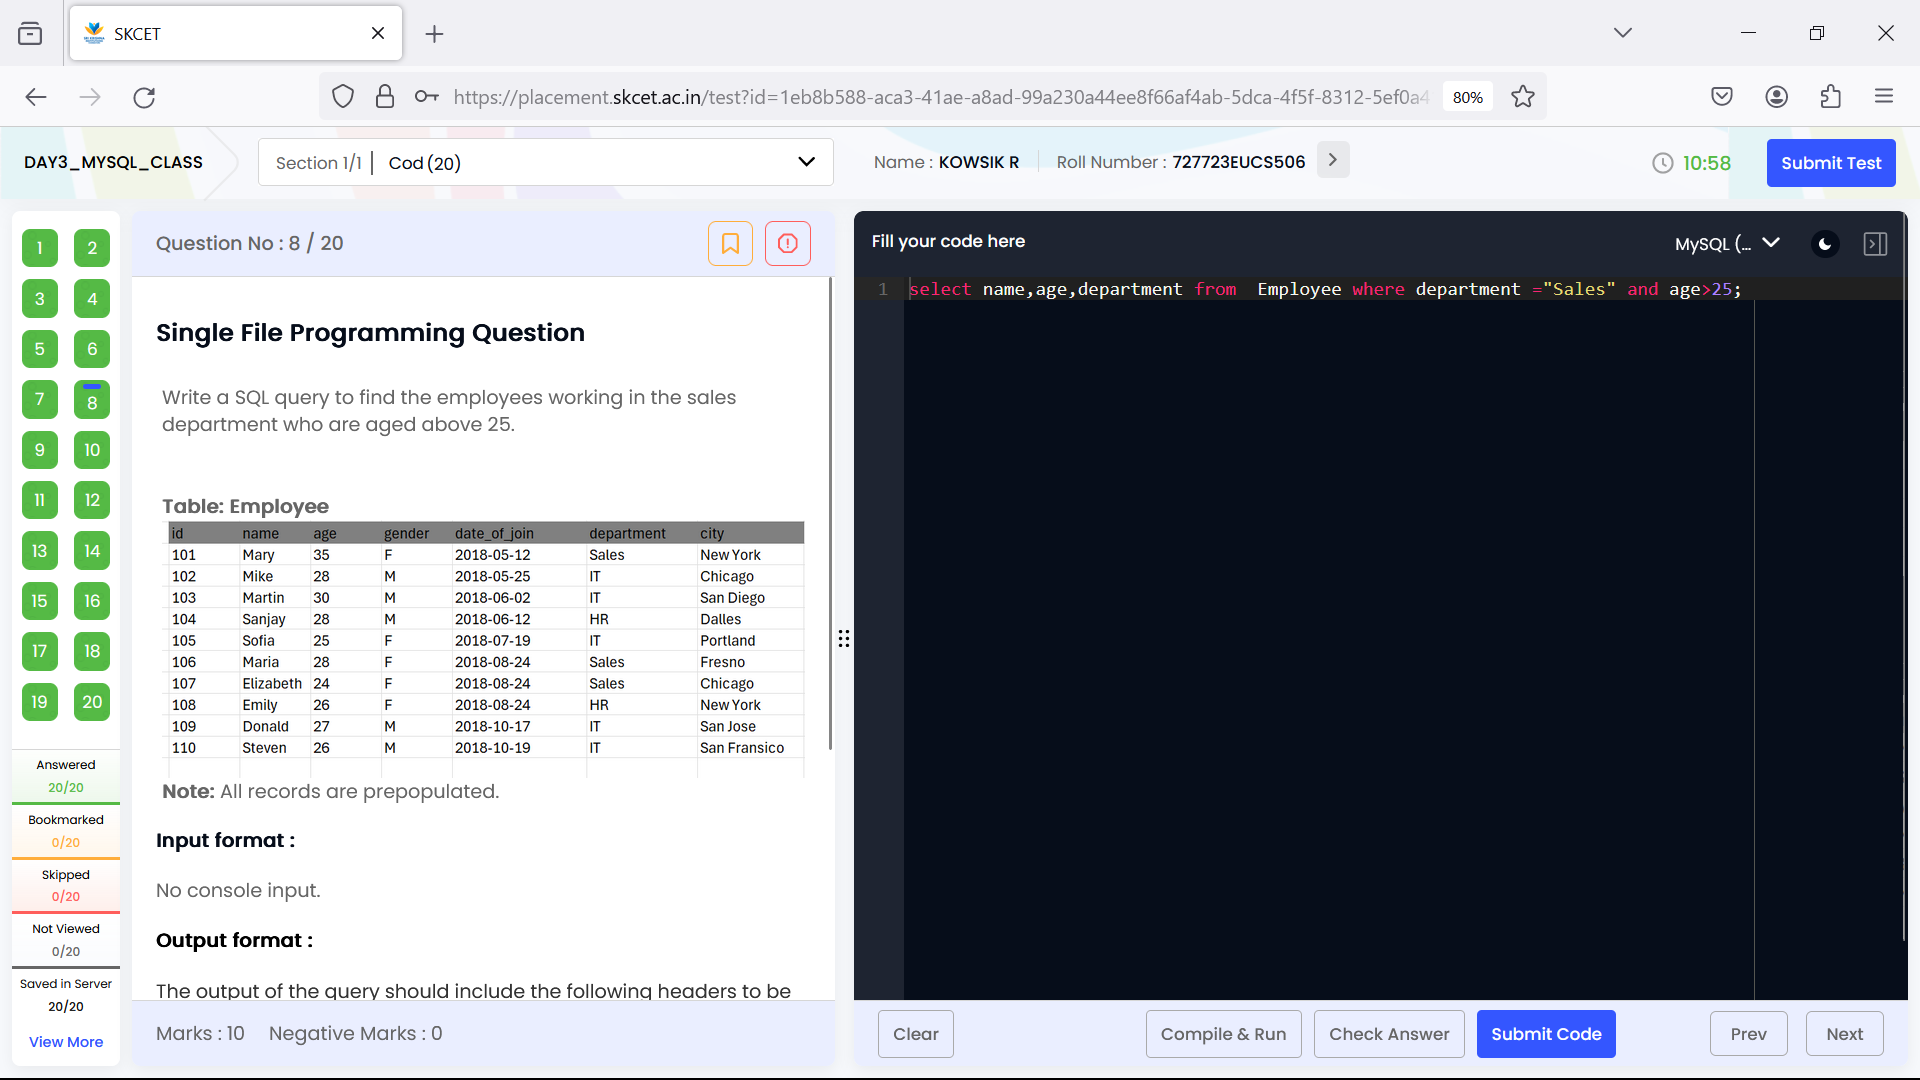 SKCET
https://placement.skcet.ac.in/test?id=1eb8b588-aca3-41ae-a8ad-99a230a44ee8f66af4ab-5dca-4f5f-8312-5ef0a4
80%
DAY3_MYSQL_CLASS
Section 1/1 | Cod (20)
Name : KOWSIK R
Roll Number : 727723EUCS506
10:58
Submit Test
1 2
3 4
5 6
7 8
9 10
11 12
13 14
15 16
17 18
19 20
Answered
20/20
Bookmarked
0/20
Skipped
0/20
Not Viewed
0/20
Saved in Server
20/20
View More
Question No : 8 / 20
Single File Programming Question
Write a SQL query to find the employees working in the sales
department who are aged above 25.
Table: Employee
id name age gender date_of_join department city
101 Mary 35 F 2018-05-12 Sales New York
102 Mike 28 M 2018-05-25 IT Chicago
103 Martin 30 M 2018-06-02 IT San Diego
104 Sanjay 28 M 2018-06-12 HR Dalles
105 Sofia 25 F 2018-07-19 IT Portland
106 Maria 28 F 2018-08-24 Sales Fresno
107 Elizabeth 24 F 2018-08-24 Sales Chicago
108 Emily 26 F 2018-08-24 HR New York
109 Donald 27 M 2018-10-17 IT San Jose
110 Steven 26 M 2018-10-19 IT San Fransico
Note: All records are prepopulated.
Input format :
No console input.
Output format :
The output of the query should include the following headers to be
Marks : 10 Negative Marks : 0
Fill your code here
MySQL (...
1 select name,age,department from  Employee where department ="Sales" and age>25;
Clear
Compile & Run
Check Answer
Submit Code
Prev
Next